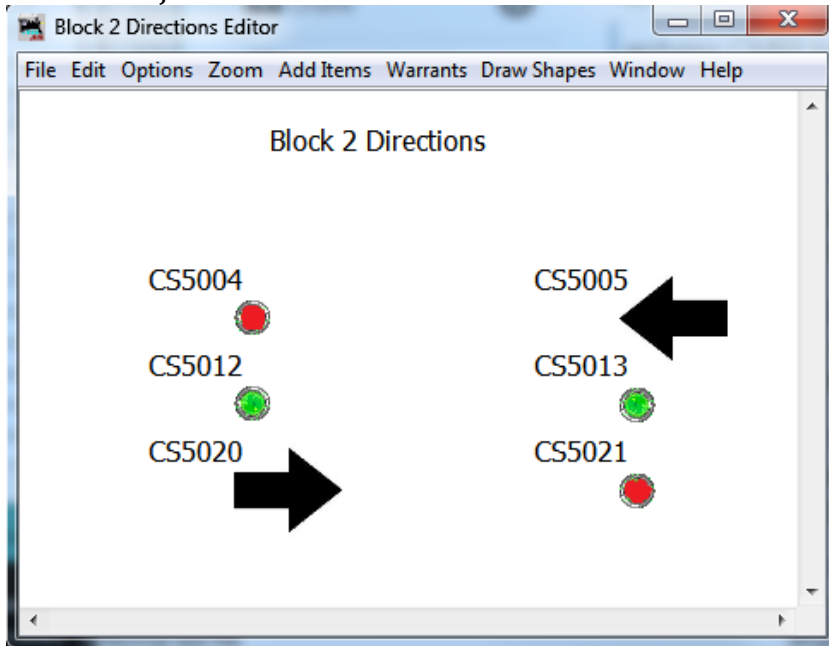 Block 2 Directions Editor
File Edit Options Zoom Add Items Warrants Draw Shapes Window Help
Block 2 Directions
CS5004 CS5005
CS5012 CS5013
CS5020 CS5021